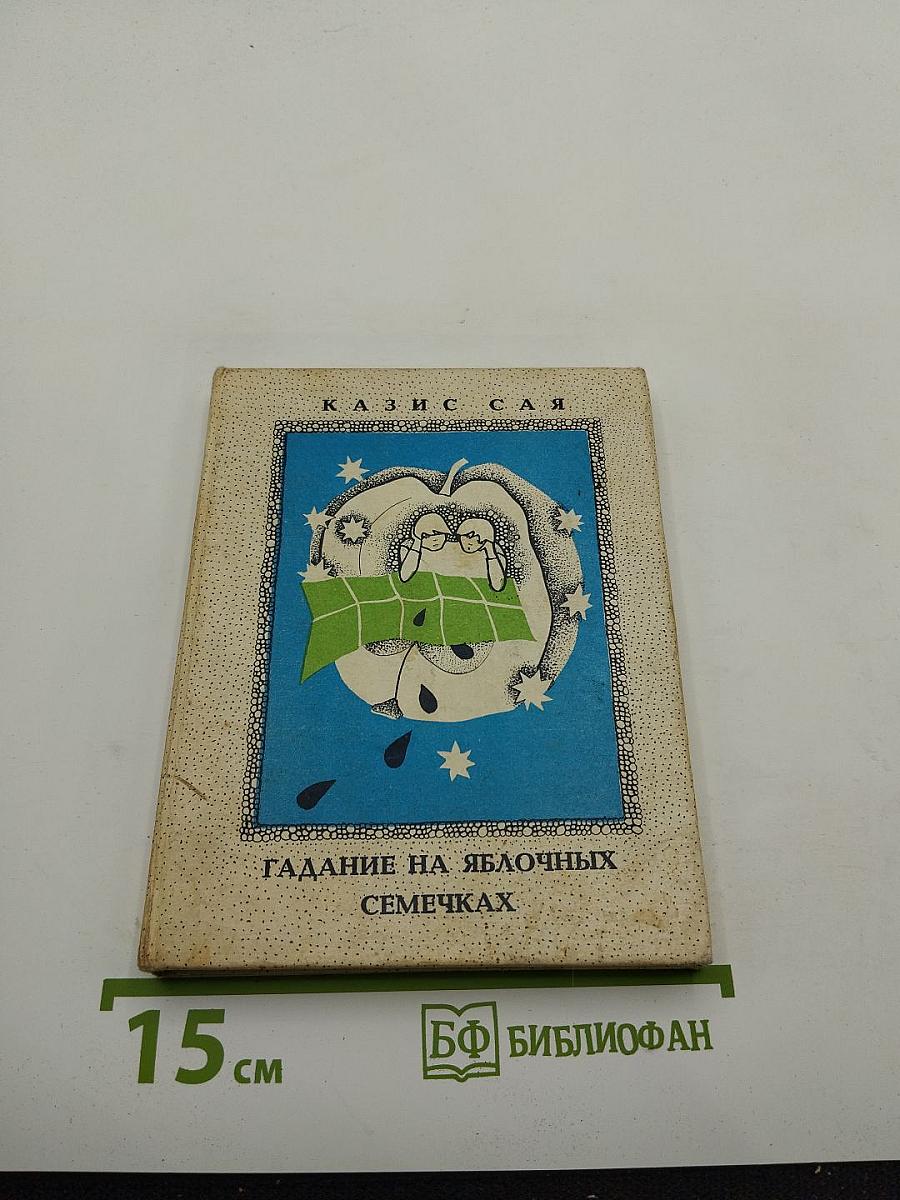 КАЗИС САЯ
ГАДАНИЕ НА ЯБЛОЧНЫХ
СЕМЕЧКАХ
15 см
БФ БИБЛИОФАН